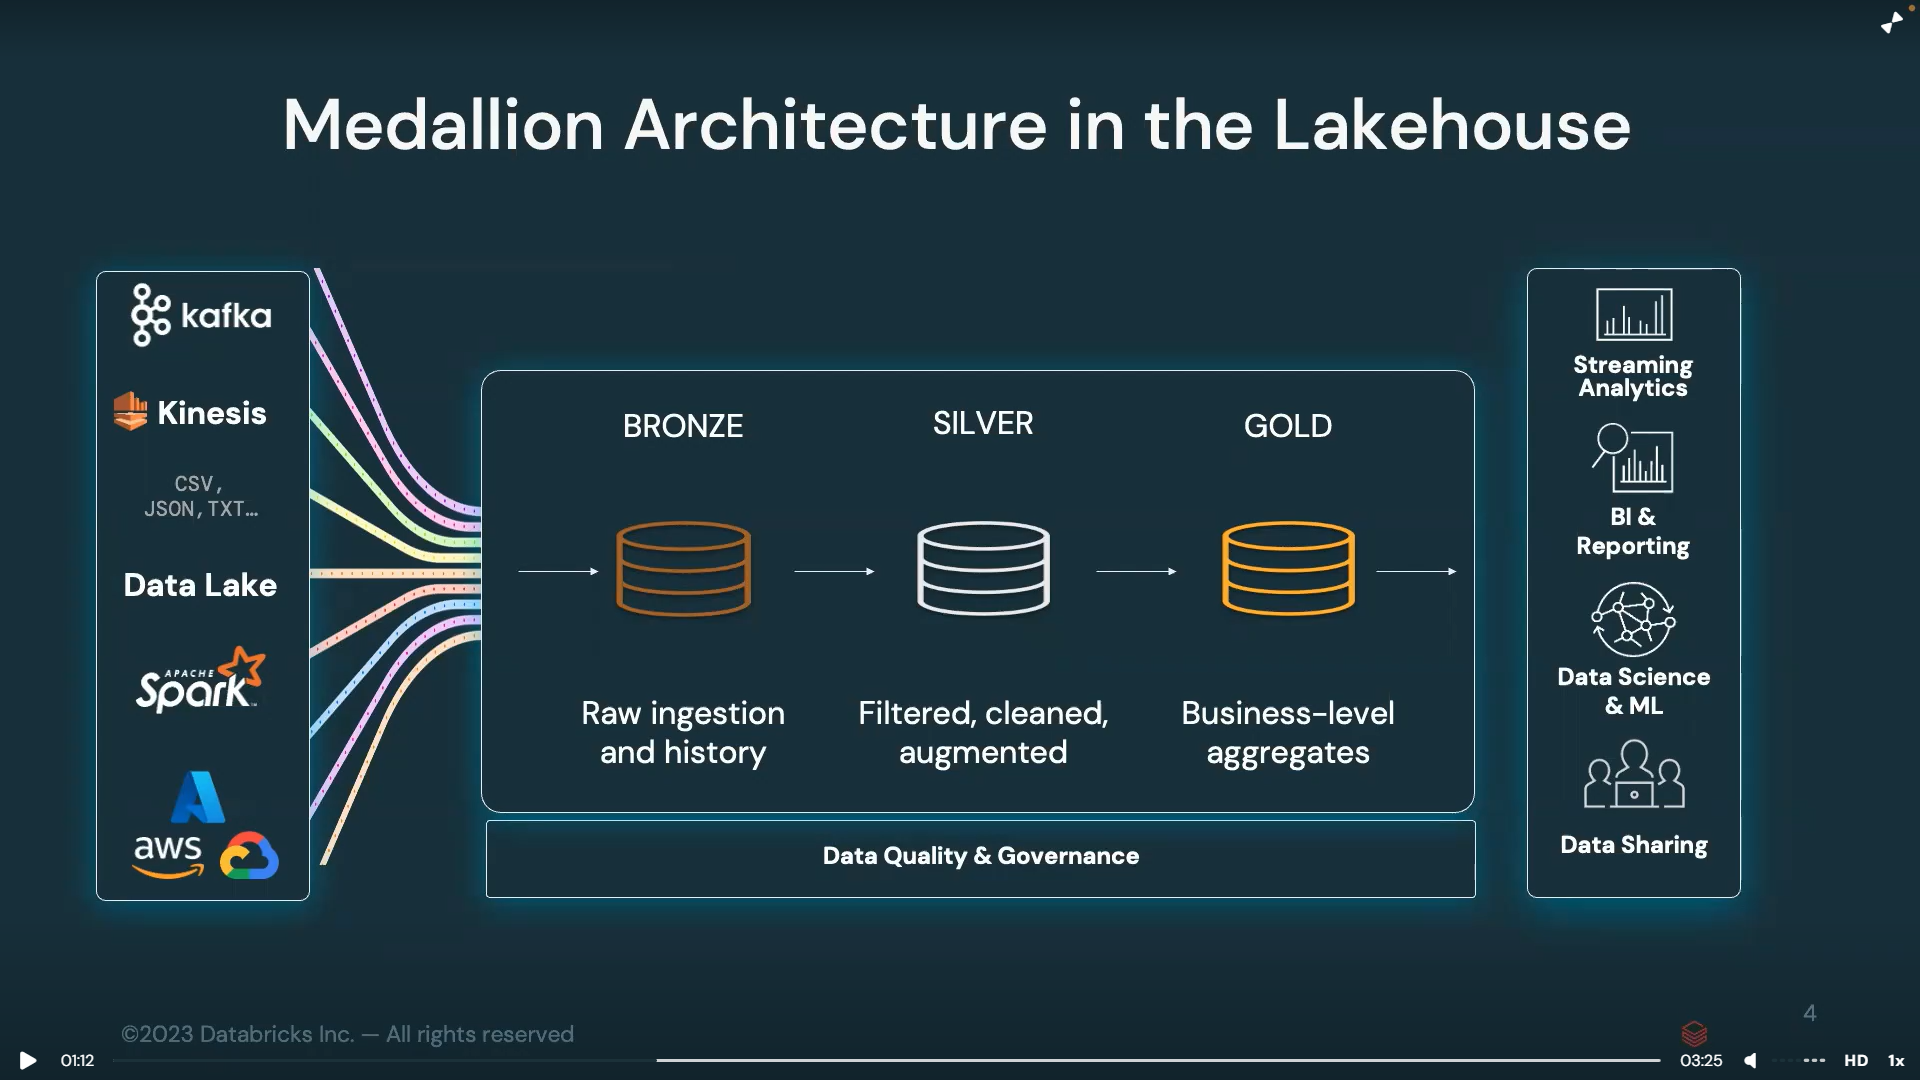 Medallion Architecture in the Lakehouse
kafka
Kinesis
CSV,
JSON, TXT…
Data Lake
APACHE
Spark™
aws
BRONZE
SILVER
GOLD
Raw ingestion
and history
Filtered, cleaned,
augmented
Business-level
aggregates
Data Quality & Governance
Streaming
Analytics
BI &
Reporting
Data Science
& ML
Data Sharing
©2023 Databricks Inc. — All rights reserved
4
01:12
03:25
HD
1x